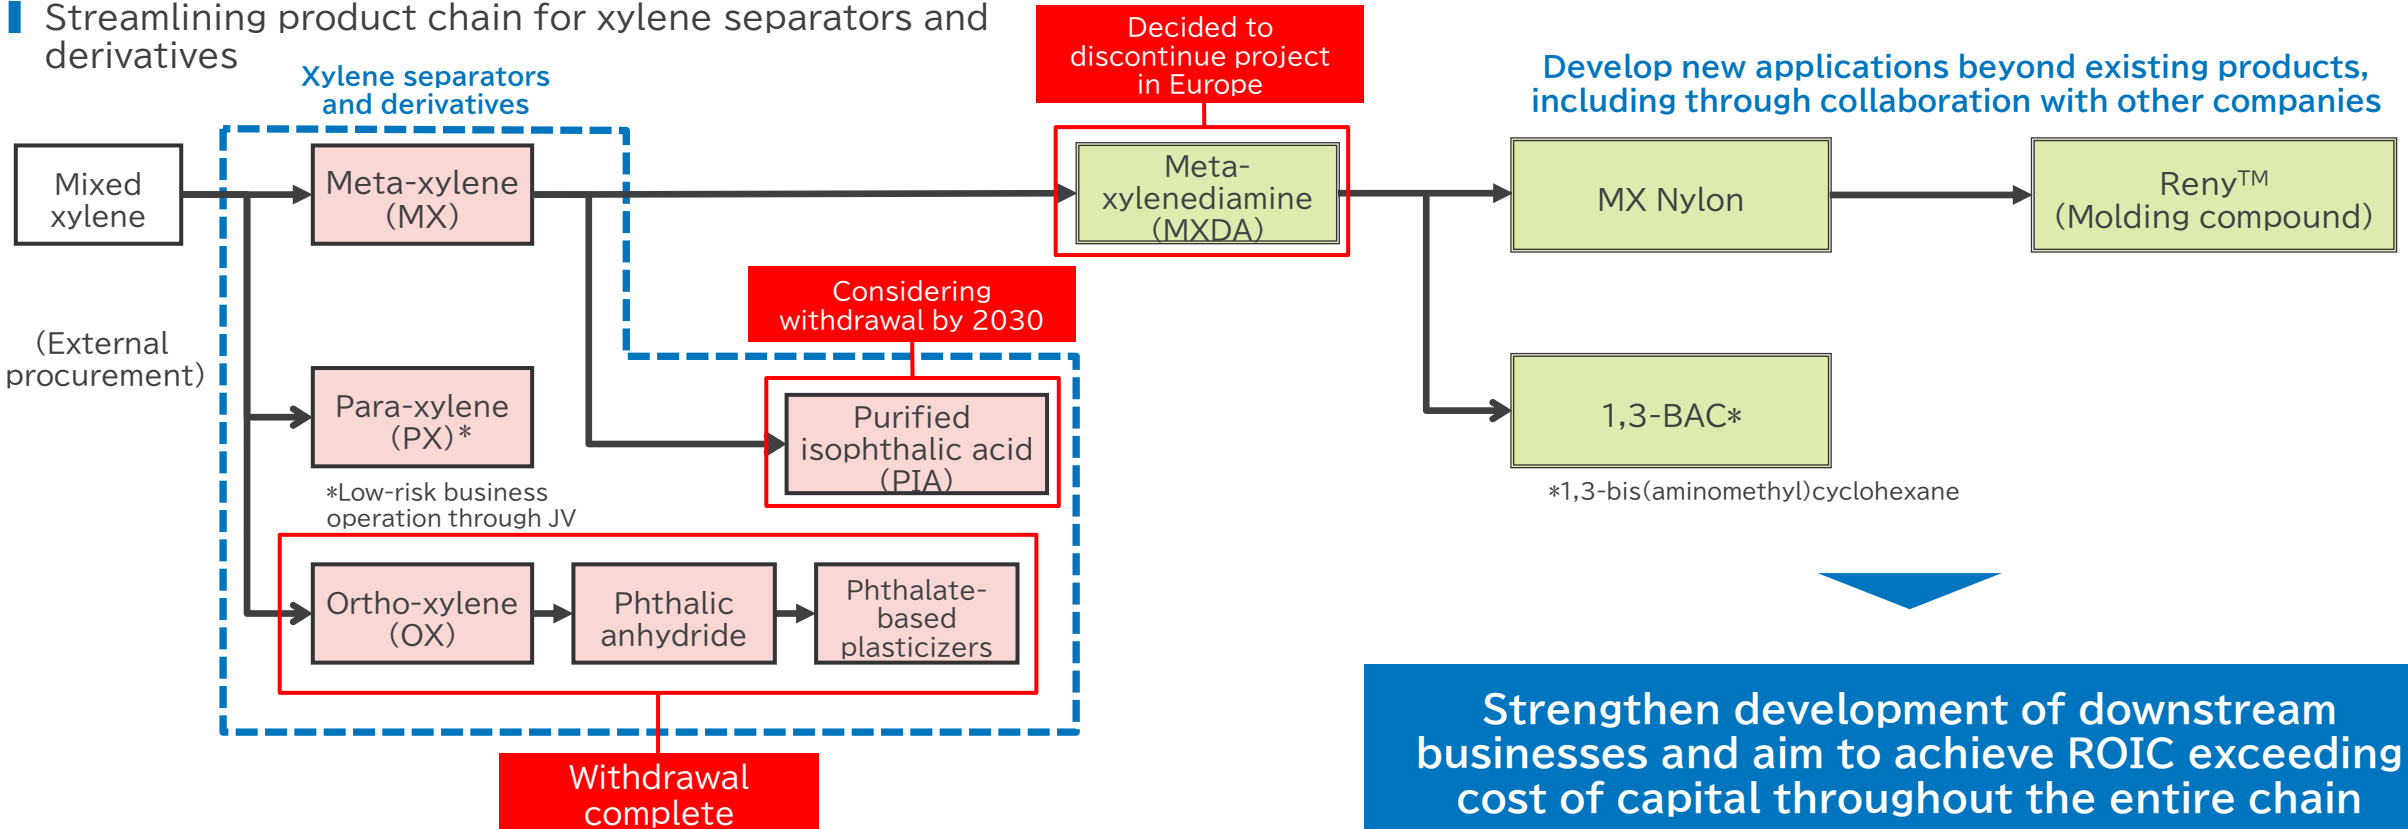 Streamlining product chain for xylene separators and
derivatives
Xylene separators
and derivatives
Decided to
discontinue project
in Europe
Develop new applications beyond existing products,
including through collaboration with other companies
Mixed
xylene
Meta-xylene
(MX)
Meta-
xylenediamine
(MXDA)
MX Nylon
Reny™
(Molding compound)
(External
procurement)
Considering
withdrawal by 2030
Para-xylene
(PX)*
Purified
isophthalic acid
(PIA)
1,3-BAC*
*Low-risk business
operation through JV
*1,3-bis(aminomethyl)cyclohexane
Ortho-xylene
(OX)
Phthalic
anhydride
Phthalate-
based
plasticizers
Withdrawal
complete
Strengthen development of downstream
businesses and aim to achieve ROIC exceeding
cost of capital throughout the entire chain